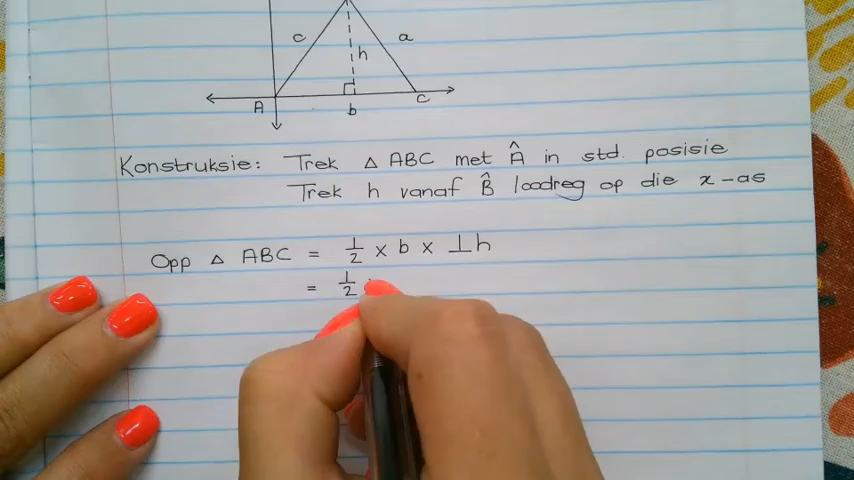 c
a
h
A
b
C
Konstruksie: Trek △ ABC met Â in std. posisie
Trek h vanaf B̂ loodreg op die x-as
Opp △ ABC = 1/2 × b × ⊥h
= 1/2